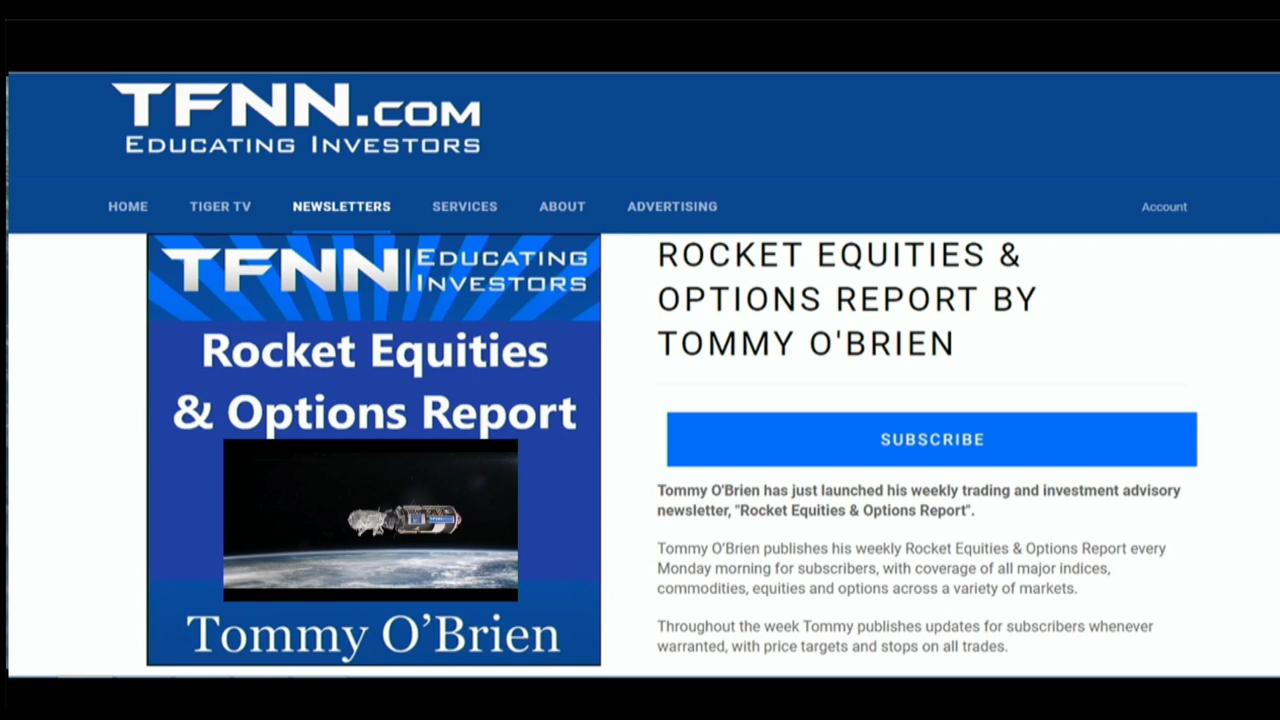 TFNN.COM
EDUCATING INVESTORS
HOME TIGER TV NEWSLETTERS SERVICES ABOUT ADVERTISING Account
TFNN EDUCATING
INVESTORS
Rocket Equities
& Options Report
Tommy O’Brien
ROCKET EQUITIES &
OPTIONS REPORT BY
TOMMY O'BRIEN
SUBSCRIBE
Tommy O'Brien has just launched his weekly trading and investment advisory
newsletter, "Rocket Equities & Options Report".
Tommy O’Brien publishes his weekly Rocket Equities & Options Report every
Monday morning for subscribers, with coverage of all major indices,
commodities, equities and options across a variety of markets.
Throughout the week Tommy publishes updates for subscribers whenever
warranted, with price targets and stops on all trades.